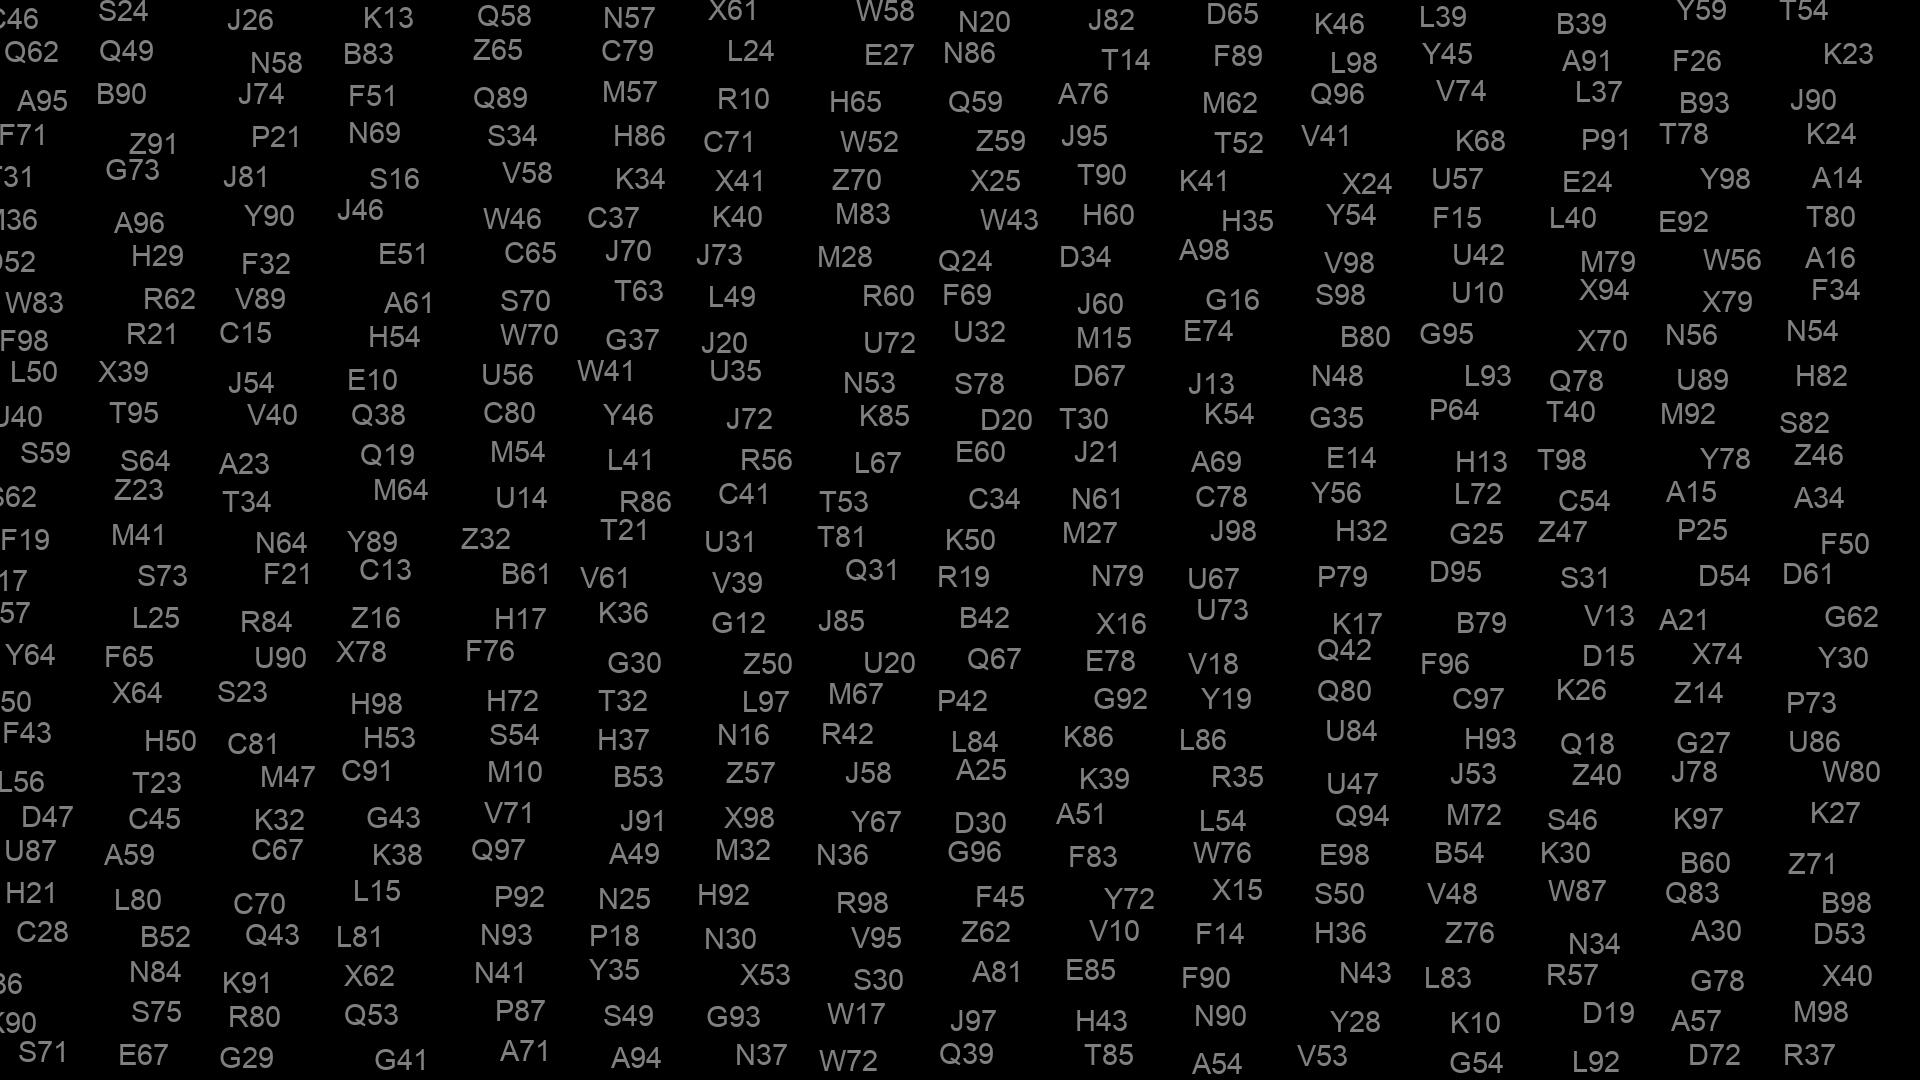 C46 S24 J26 K13 Q58 N57 X61 W58 N20 J82 D65 K46 L39 B39 Y59 T54
Q62 Q49 N58 B83 Z65 C79 L24 E27 N86 T14 F89 L98 Y45 A91 F26 K23
A95 B90 J74 F51 Q89 M57 R10 H65 Q59 A76 M62 Q96 V74 L37 B93 J90
F71 Z91 P21 N69 S34 H86 C71 W52 Z59 J95 T52 V41 K68 P91 T78 K24
31 G73 J81 S16 V58 K34 X41 Z70 X25 T90 K41 X24 U57 E24 Y98 A14
M36 A96 Y90 J46 W46 C37 K40 M83 W43 H60 H35 Y54 F15 L40 E92 T80
52 H29 F32 E51 C65 J70 J73 M28 Q24 D34 A98 V98 U42 M79 W56 A16
W83 R62 V89 A61 S70 T63 L49 R60 F69 J60 G16 S98 U10 X94 X79 F34
F98 R21 C15 H54 W70 G37 J20 U72 U32 M15 E74 B80 G95 X70 N56 N54
L50 X39 J54 E10 U56 W41 U35 N53 S78 D67 J13 N48 L93 Q78 U89 H82
U40 T95 V40 Q38 C80 Y46 J72 K85 D20 T30 K54 G35 P64 T40 M92 S82
S59 S64 A23 Q19 M54 L41 R56 L67 E60 J21 A69 E14 H13 T98 Y78 Z46
S62 Z23 T34 M64 U14 R86 C41 T53 C34 N61 C78 Y56 L72 C54 A15 A34
F19 M41 N64 Y89 Z32 T21 U31 T81 K50 M27 J98 H32 G25 Z47 P25 F50
17 S73 F21 C13 B61 V61 V39 Q31 R19 N79 U67 P79 D95 S31 D54 D61
57 L25 R84 Z16 H17 K36 G12 J85 B42 X16 U73 K17 B79 V13 A21 G62
Y64 F65 U90 X78 F76 G30 Z50 U20 Q67 E78 V18 Q42 F96 D15 X74 Y30
50 X64 S23 H98 H72 T32 L97 M67 P42 G92 Y19 Q80 C97 K26 Z14 P73
F43 H50 C81 H53 S54 H37 N16 R42 L84 K86 L86 U84 H93 Q18 G27 U86
L56 T23 M47 C91 M10 B53 Z57 J58 A25 K39 R35 U47 J53 Z40 J78 W80
D47 C45 K32 G43 V71 J91 X98 Y67 D30 A51 L54 Q94 M72 S46 K97 K27
U87 A59 C67 K38 Q97 A49 M32 N36 G96 F83 W76 E98 B54 K30 B60 Z71
H21 L80 C70 L15 P92 N25 H92 R98 F45 Y72 X15 S50 V48 W87 Q83 B98
C28 B52 Q43 L81 N93 P18 N30 V95 Z62 V10 F14 H36 Z76 N34 A30 D53
36 N84 K91 X62 N41 Y35 X53 S30 A81 E85 F90 N43 L83 R57 G78 X40
K90 S75 R80 Q53 P87 S49 G93 W17 J97 H43 N90 Y28 K10 D19 A57 M98
S71 E67 G29 G41 A71 A94 N37 W72 Q39 T85 A54 V53 G54 L92 D72 R37